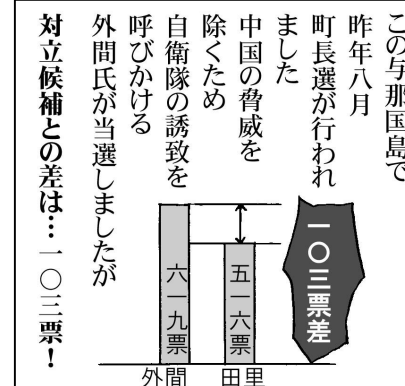 この与那国島で
昨年八月
町長選が行われ
ました
中国の脅威を
除くため
自衛隊の誘致を
呼びかける
外間氏が当選しましたが
対立候補との差は…一〇三票！
一〇三票差
五一六票
六一九票
田里
外間